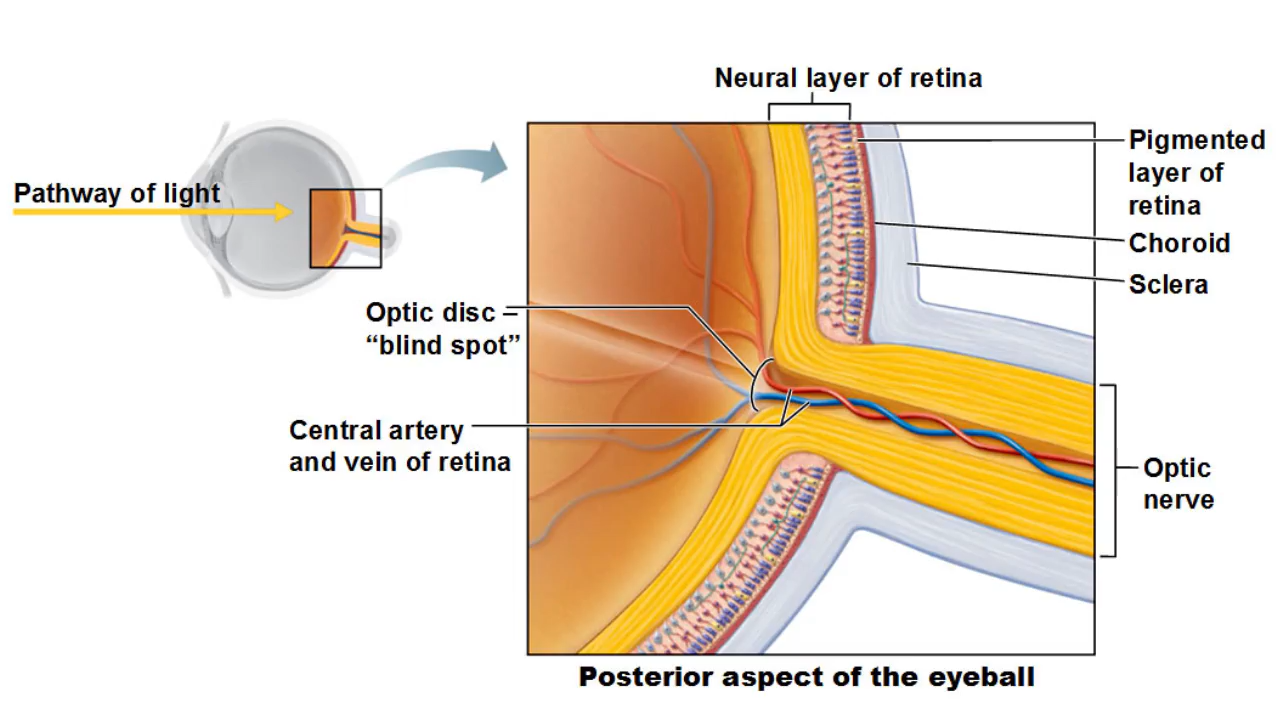 Neural layer of retina
Pigmented
layer of
retina
Pathway of light
Choroid
Sclera
Optic disc –
“blind spot”
Central artery
and vein of retina
Optic
nerve
Posterior aspect of the eyeball